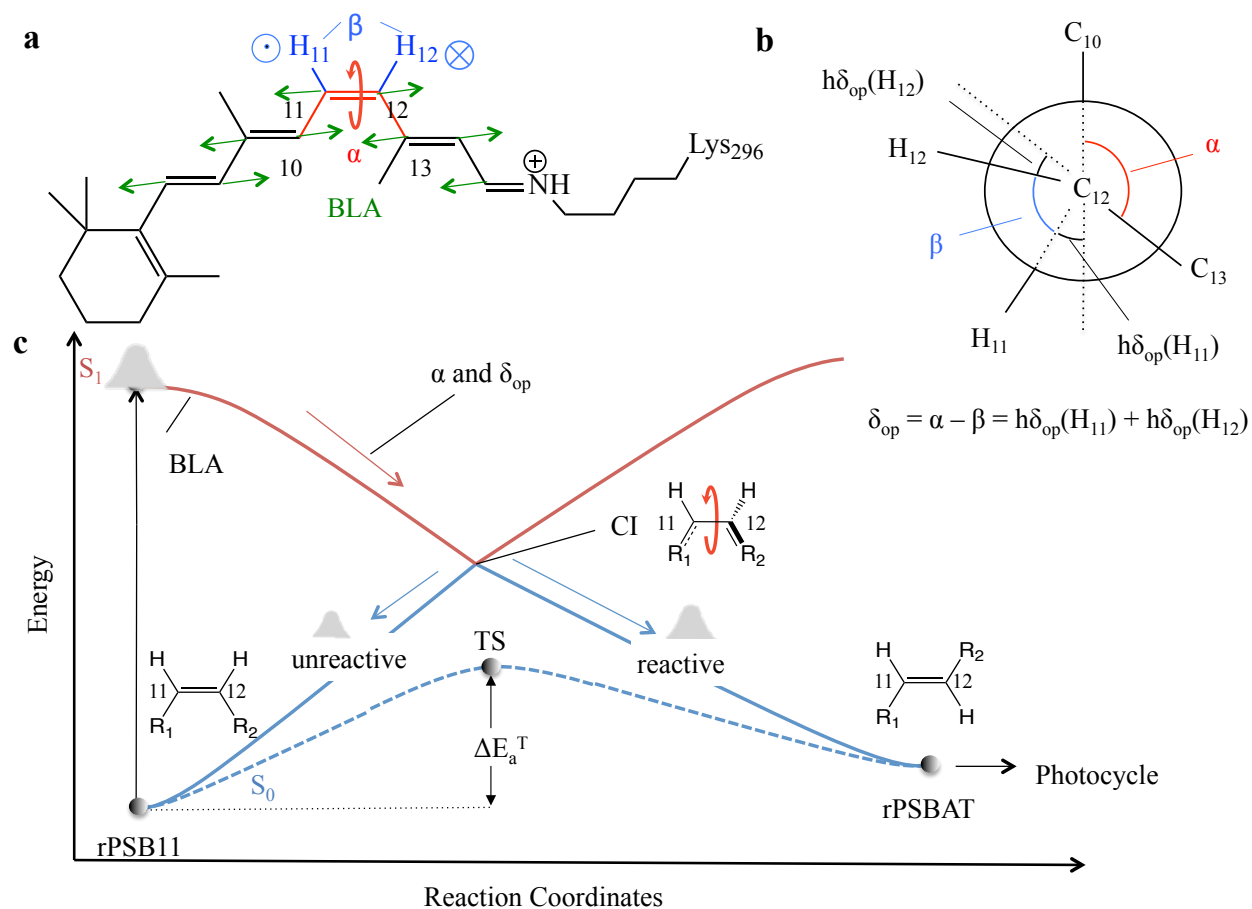 a
β
H11
H12
11
12
10
α
13
BLA
⊕
NH
Lys296
b
C10
hδop(H12)
H12
α
C12
β
C13
H11
hδop(H11)
δop = α – β = hδop(H11) + hδop(H12)
c
S1
α and δop
BLA
H
H
11
12
R1
R2
CI
Energy
unreactive
TS
reactive
H
H
11
12
R1
R2
H
R2
11
12
R1
H
ΔEaT
S0
Photocycle
rPSB11
rPSBAT
Reaction Coordinates